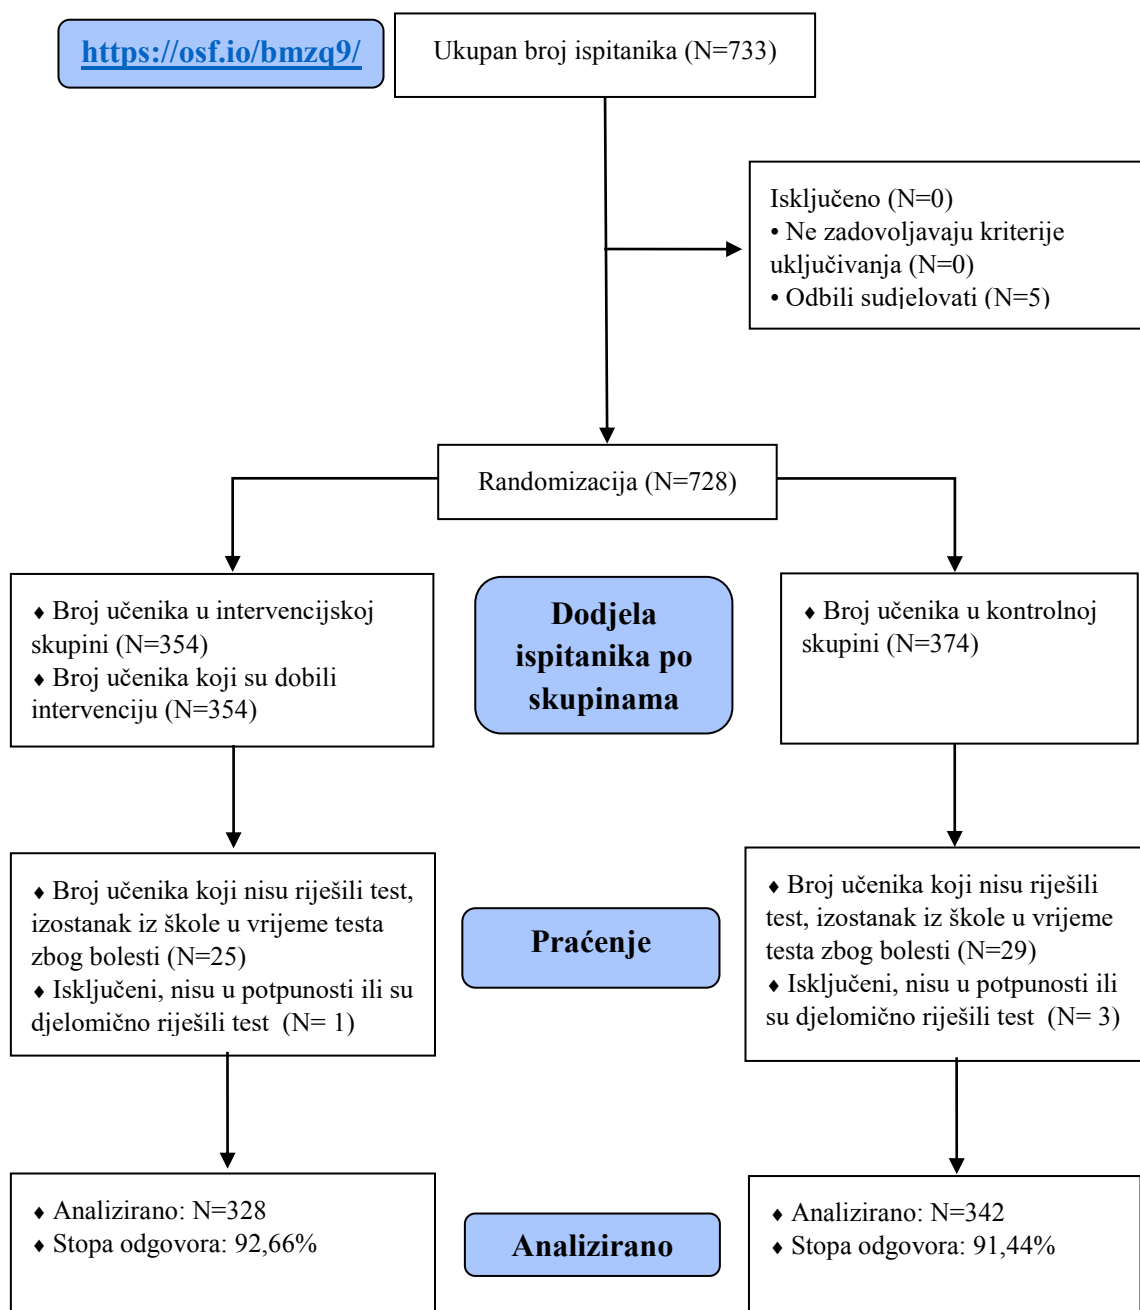 https://osf.io/bmzq9/
Ukupan broj ispitanika (N=733)
Isključeno (N=0)
• Ne zadovoljavaju kriterije
uključivanja (N=0)
• Odbili sudjelovati (N=5)
Randomizacija (N=728)
♦ Broj učenika u intervencijskoj
skupini (N=354)
♦ Broj učenika koji su dobili
intervenciju (N=354)
Dodjela
ispitanika po
skupinama
♦ Broj učenika u kontrolnoj
skupini (N=374)
♦ Broj učenika koji nisu riješili test,
izostanak iz škole u vrijeme testa
zbog bolesti (N=25)
♦ Isključeni, nisu u potpunosti ili su
djelomično riješili test  (N= 1)
Praćenje
♦ Broj učenika koji nisu riješili
test, izostanak iz škole u vrijeme
testa zbog bolesti (N=29)
♦ Isključeni, nisu u potpunosti ili
su djelomično riješili test  (N= 3)
♦ Analizirano: N=328
♦ Stopa odgovora: 92,66%
Analizirano
♦ Analizirano: N=342
♦ Stopa odgovora: 91,44%